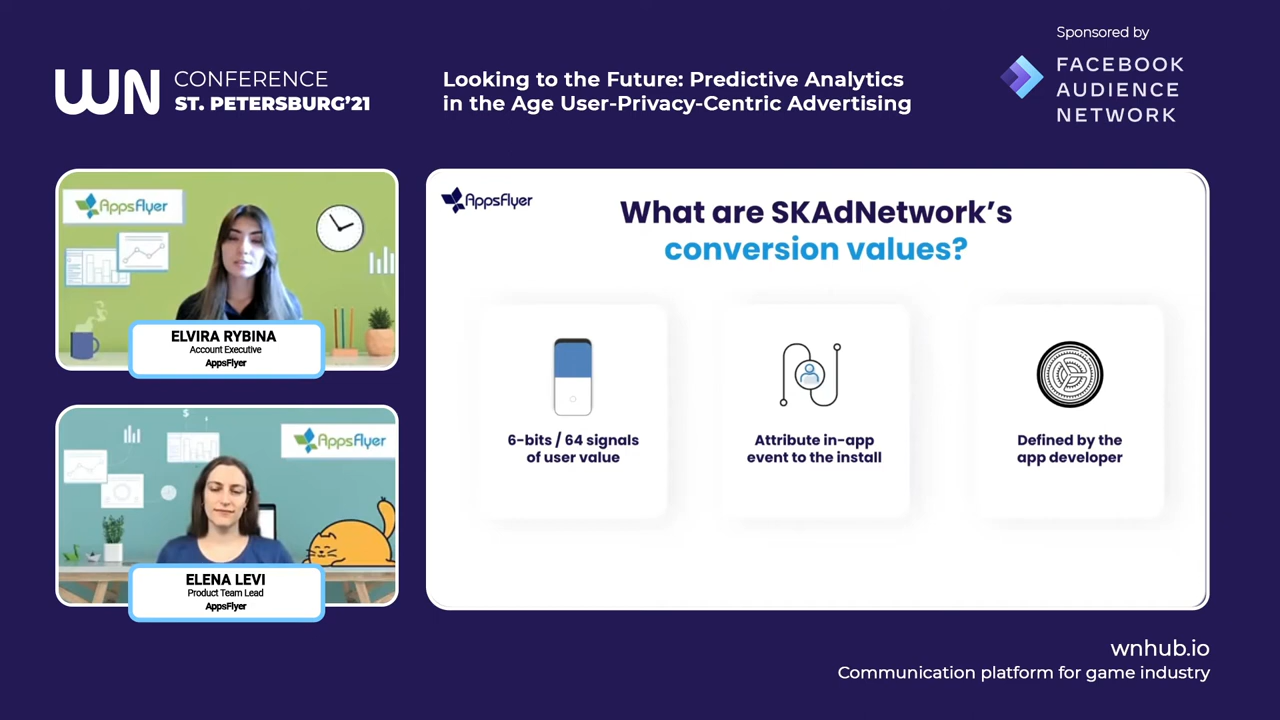 WN CONFERENCE
ST. PETERSBURG'21
Looking to the Future: Predictive Analytics
in the Age User-Privacy-Centric Advertising
Sponsored by
FACEBOOK
AUDIENCE
NETWORK
AppsFlyer
ELVIRA RYBINA
Account Executive
AppsFlyer
AppsFlyer
ELENA LEVI
Product Team Lead
AppsFlyer
AppsFlyer
What are SKAdNetwork's
conversion values?
6-bits / 64 signals
of user value
Attribute in-app
event to the install
Defined by the
app developer
wnhub.io
Communication platform for game industry